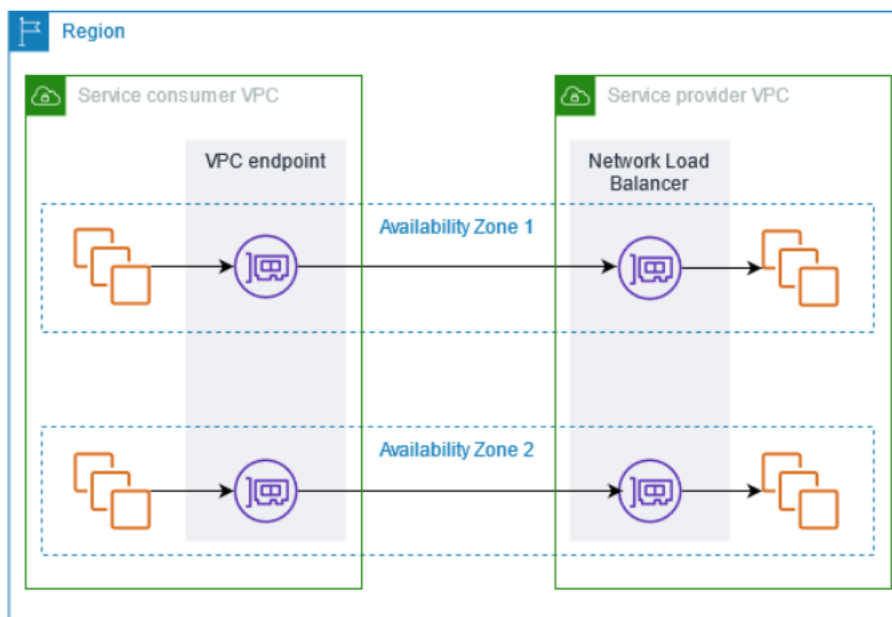 Region
Service consumer VPC
Service provider VPC
VPC endpoint
Network Load
Balancer
Availability Zone 1
Availability Zone 2